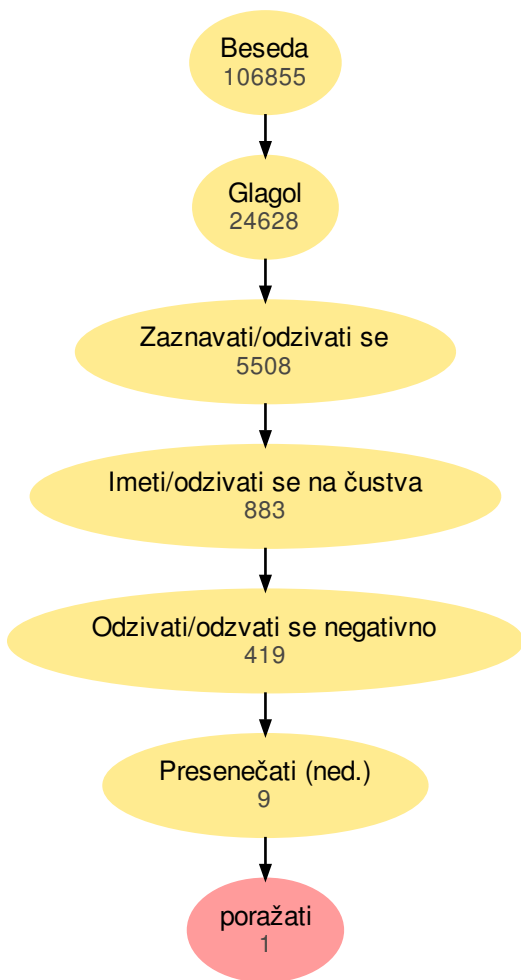 Beseda
106855
Glagol
24628
Zaznavati/odzivati se
5508
Imeti/odzivati se na čustva
883
Odzivati/odzvati se negativno
419
Presenečati (ned.)
9
poražati
1